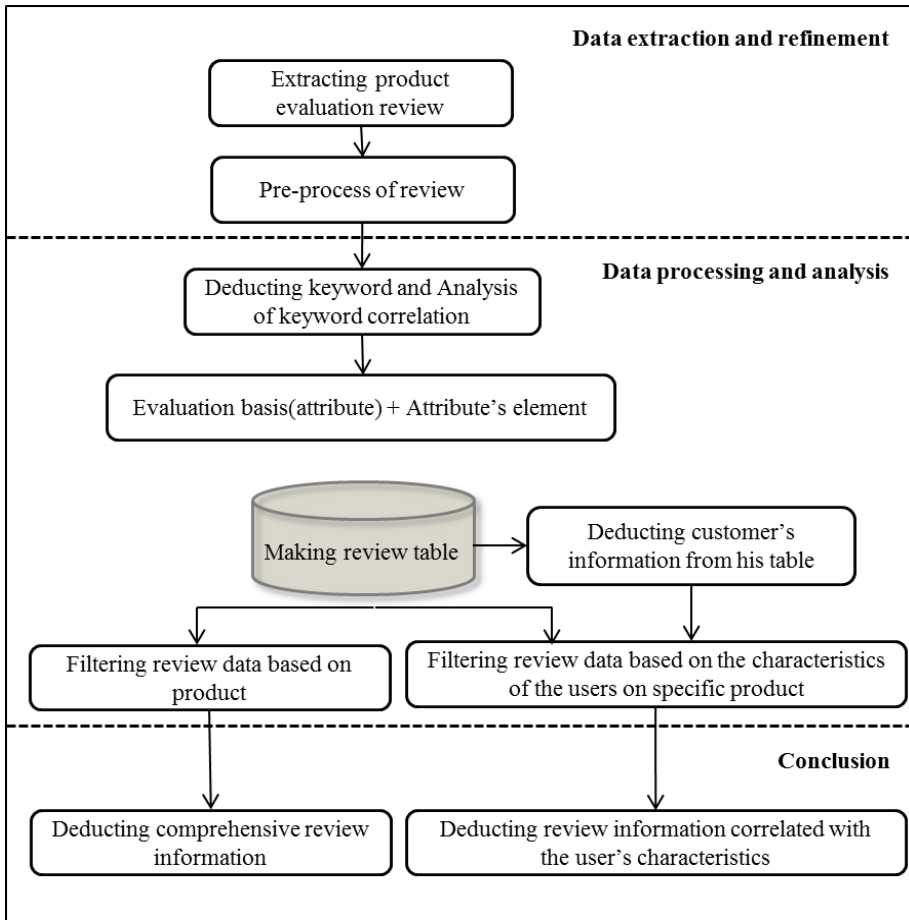 Data extraction and refinement
Extracting product
evaluation review
Pre-process of review
Data processing and analysis
Deducting keyword and Analysis
of keyword correlation
Evaluation basis(attribute) + Attribute’s element
Making review table
Deducting customer’s
information from his table
Filtering review data based on
product
Filtering review data based on the characteristics
of the users on specific product
Conclusion
Deducting comprehensive review
information
Deducting review information correlated with
the user’s characteristics